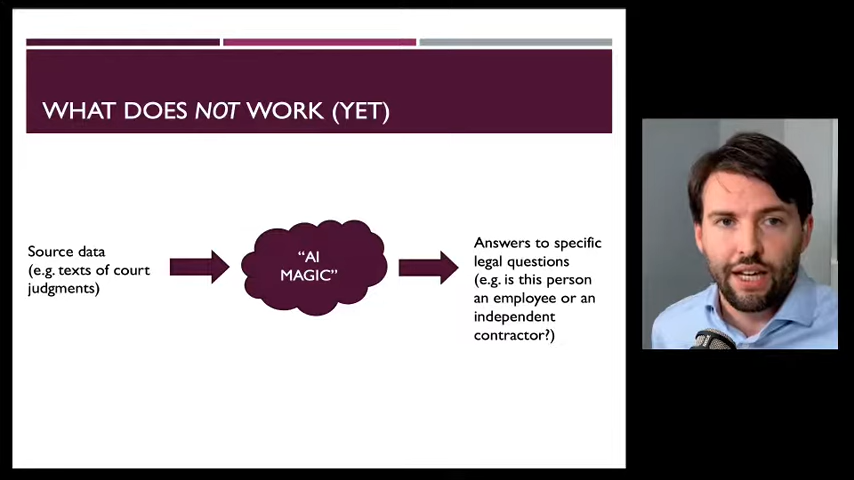 WHAT DOES NOT WORK (YET)
Source data
(e.g. texts of court
judgments)
“AI
MAGIC”
Answers to specific
legal questions
(e.g. is this person
an employee or an
independent
contractor?)